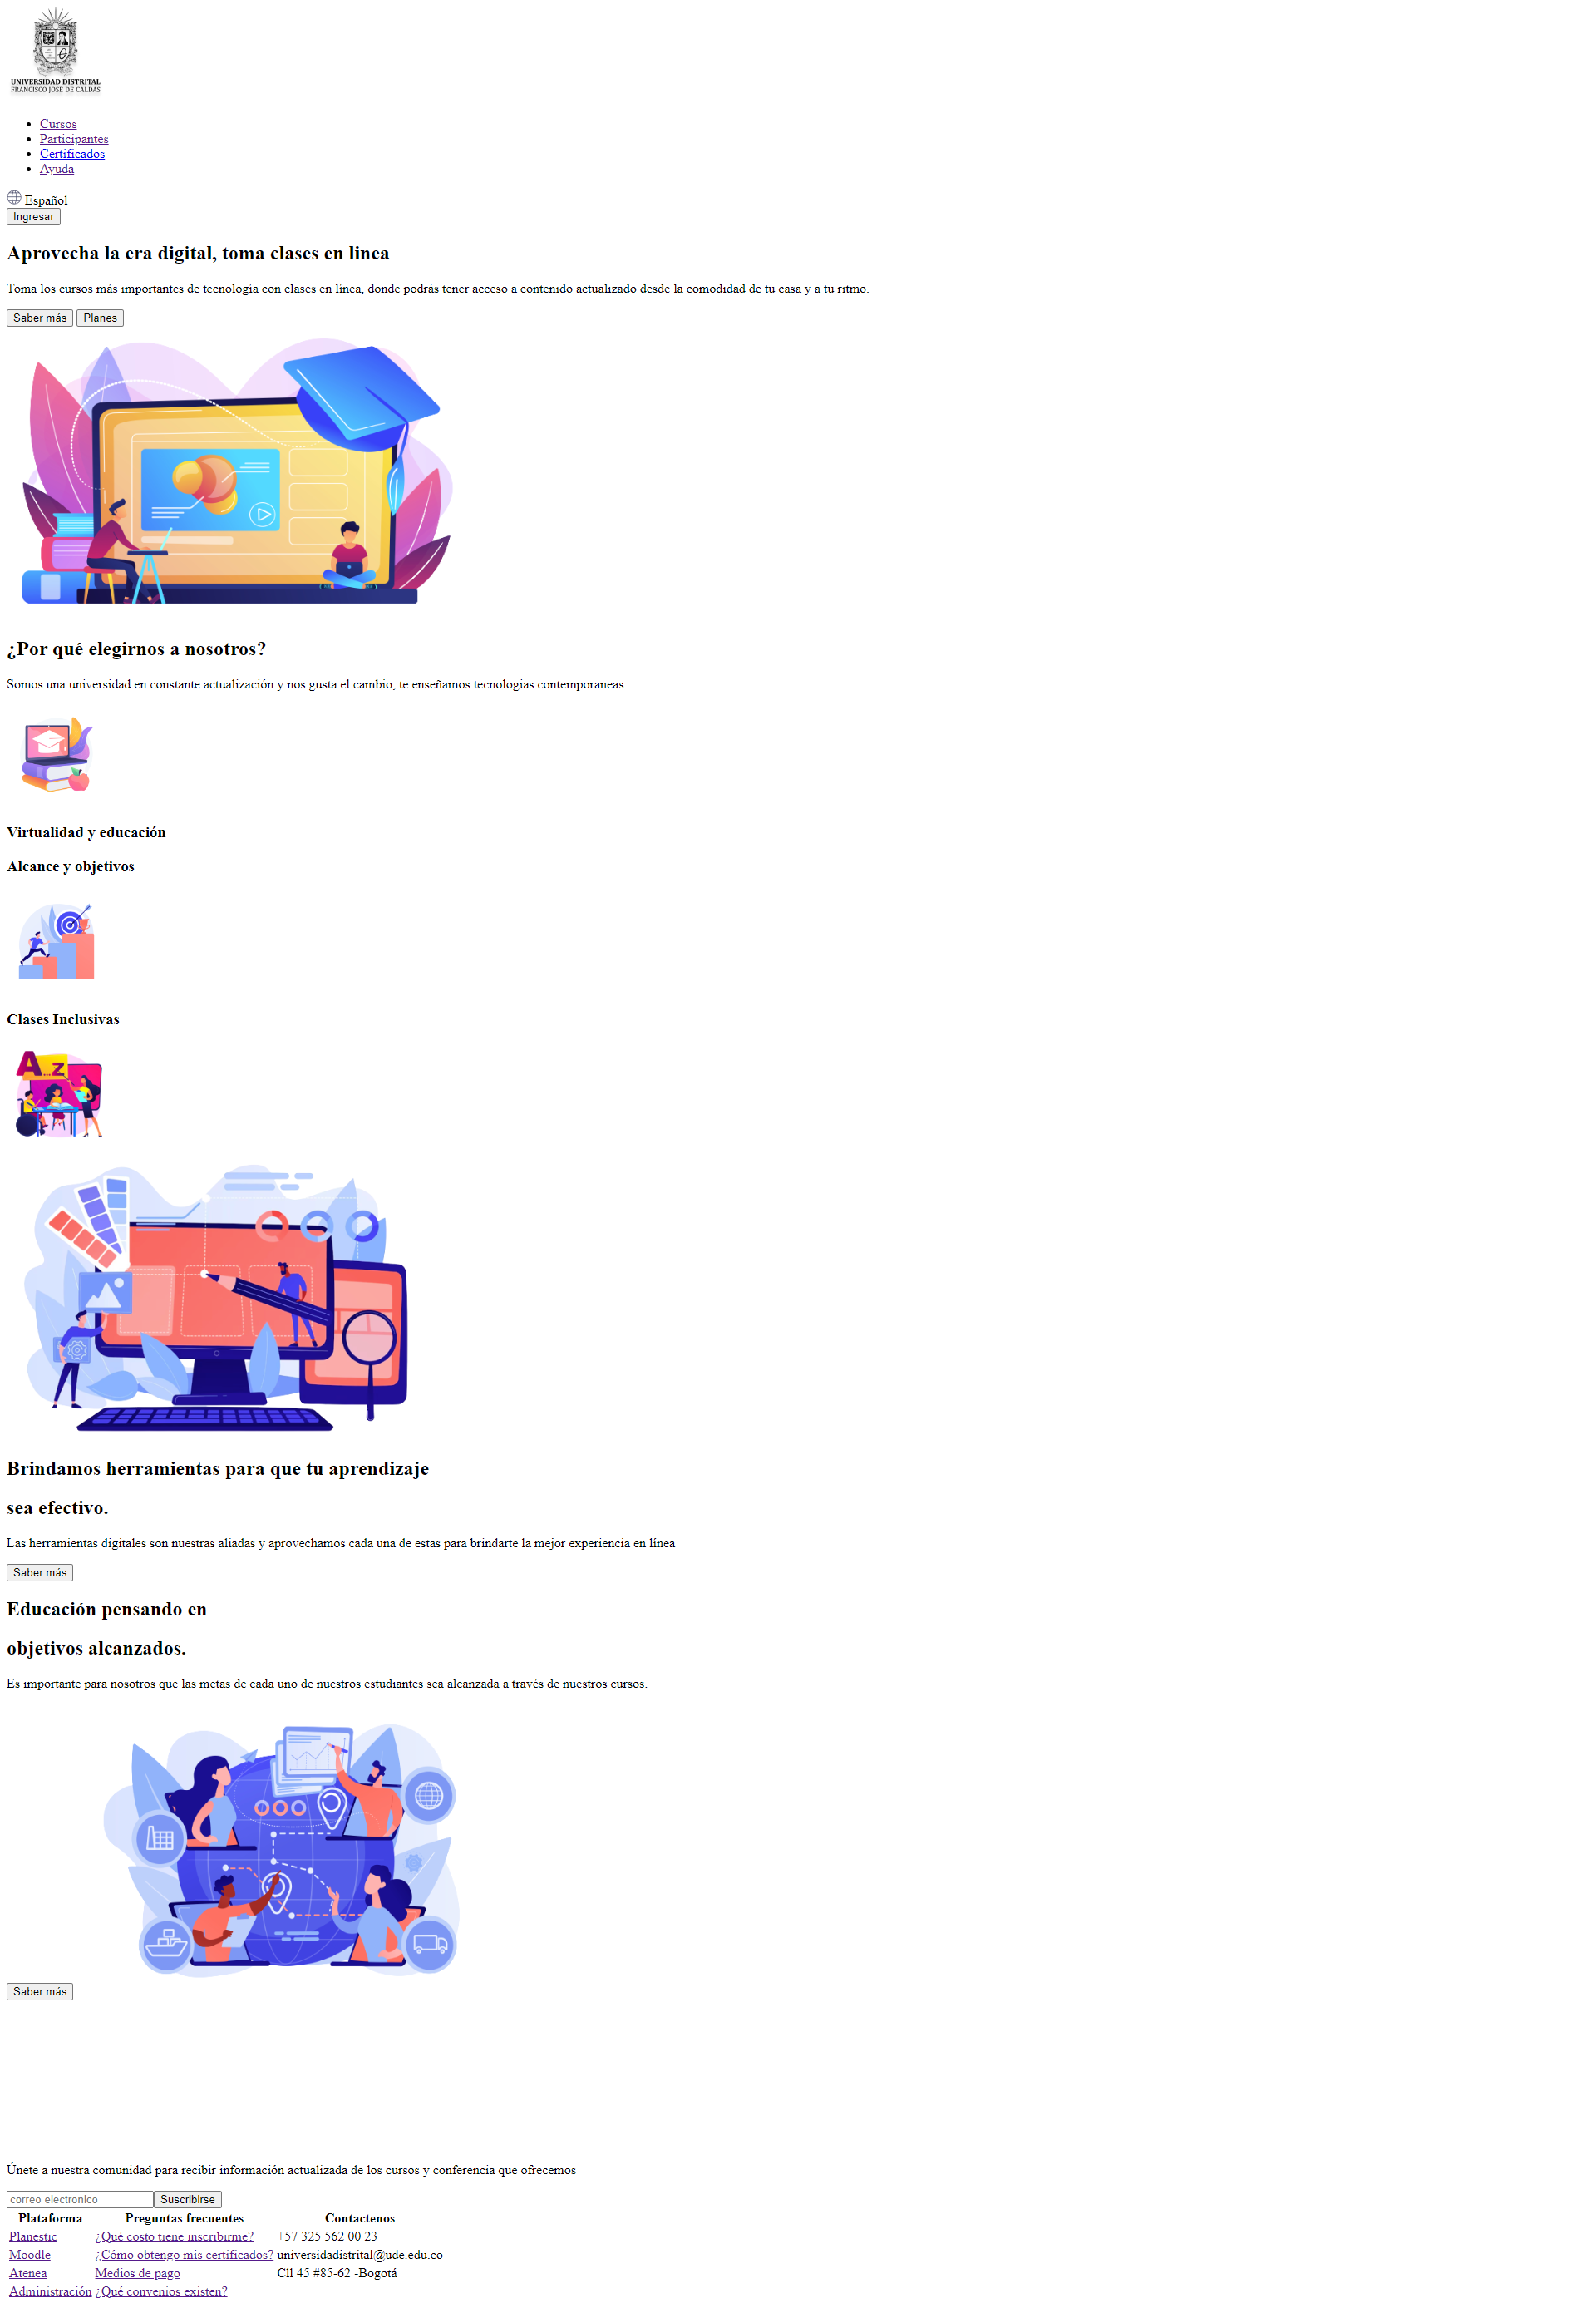 UNIVERSIDAD DISTRITAL
FRANCISCO JOSÉ DE CALDAS
Cursos
Participantes
Certificados
Ayuda
Español
Ingresar
Aprovecha la era digital, toma clases en linea
Toma los cursos más importantes de tecnología con clases en línea, donde podrás tener acceso a contenido actualizado desde la comodidad de tu casa y a tu ritmo.
Saber más Planes
¿Por qué elegirnos a nosotros?
Somos una universidad en constante actualización y nos gusta el cambio, te enseñamos tecnologias contemporaneas.
Virtualidad y educación
Alcance y objetivos
Clases Inclusivas
A...z
Brindamos herramientas para que tu aprendizaje
sea efectivo.
Las herramientas digitales son nuestras aliadas y aprovechamos cada una de estas para brindarte la mejor experiencia en línea
Saber más
Educación pensando en
objetivos alcanzados.
Es importante para nosotros que las metas de cada uno de nuestros estudiantes sea alcanzada a través de nuestros cursos.
Saber más
Únete a nuestra comunidad para recibir información actualizada de los cursos y conferencia que ofrecemos
correo electronico Suscribirse
Plataforma Preguntas frecuentes Contactenos
Planestic ¿Qué costo tiene inscribirme? +57 325 562 00 23
Moodle ¿Cómo obtengo mis certificados? universidadistrital@ude.edu.co
Atenea Medios de pago Cll 45 #85-62 -Bogotá
Administración ¿Qué convenios existen?